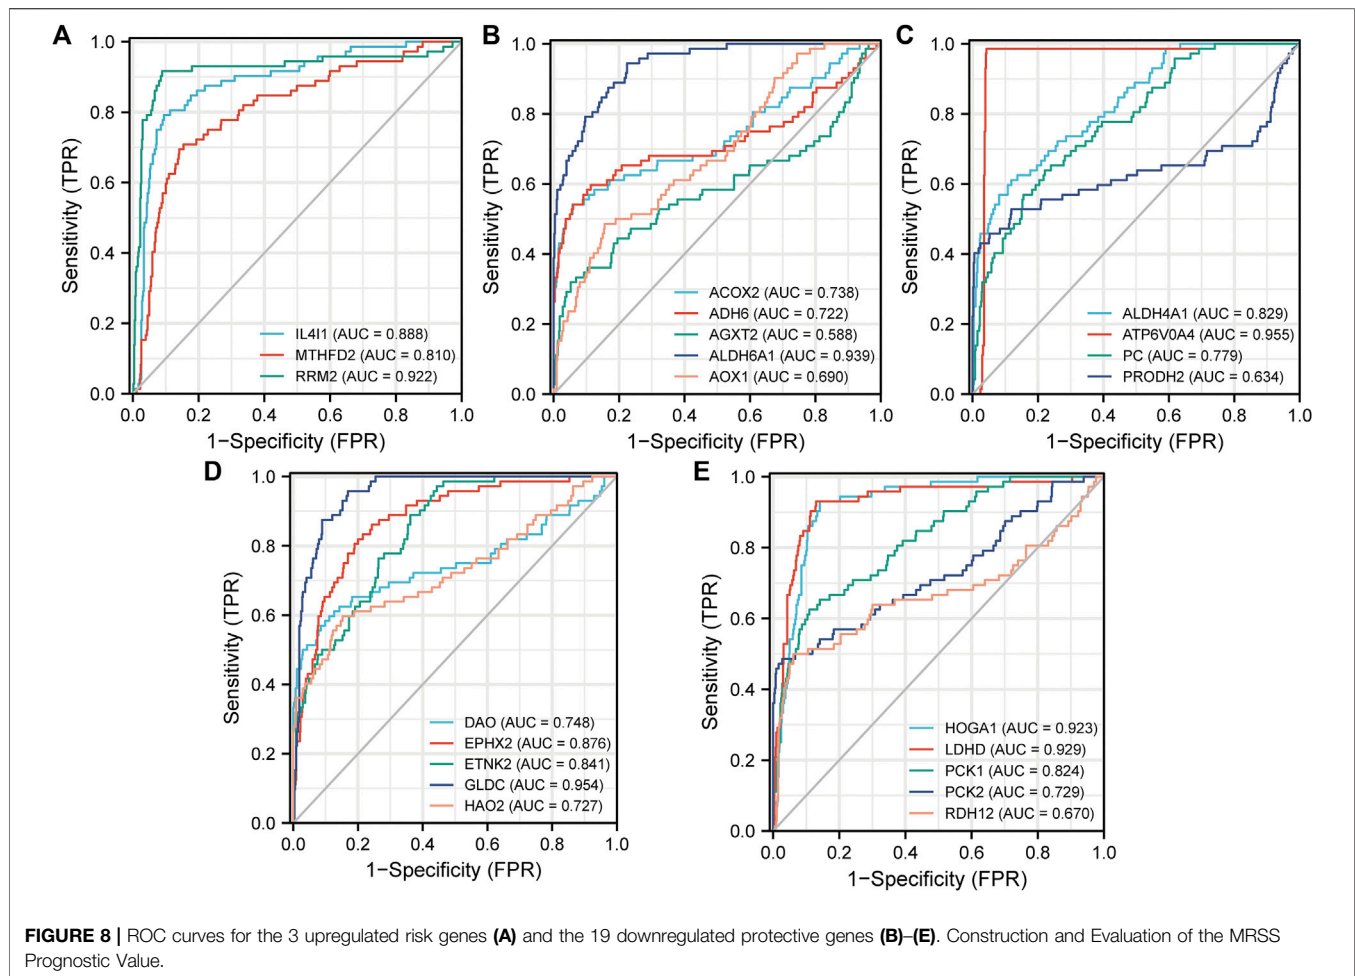 A
1.0
0.8
0.6
0.4
0.2
0.0
Sensitivity (TPR)
IL4I1 (AUC = 0.888)
MTHFD2 (AUC = 0.810)
RRM2 (AUC = 0.922)
0.0 0.2 0.4 0.6 0.8 1.0
1−Specificity (FPR)
B
1.0
0.8
0.6
0.4
0.2
0.0
Sensitivity (TPR)
ACOX2 (AUC = 0.738)
ADH6 (AUC = 0.722)
AGXT2 (AUC = 0.588)
ALDH6A1 (AUC = 0.939)
AOX1 (AUC = 0.690)
0.0 0.2 0.4 0.6 0.8 1.0
1−Specificity (FPR)
C
1.0
0.8
0.6
0.4
0.2
0.0
Sensitivity (TPR)
ALDH4A1 (AUC = 0.829)
ATP6V0A4 (AUC = 0.955)
PC (AUC = 0.779)
PRODH2 (AUC = 0.634)
0.0 0.2 0.4 0.6 0.8 1.0
1−Specificity (FPR)
D
1.0
0.8
0.6
0.4
0.2
0.0
Sensitivity (TPR)
DAO (AUC = 0.748)
EPHX2 (AUC = 0.876)
ETNK2 (AUC = 0.841)
GLDC (AUC = 0.954)
HAO2 (AUC = 0.727)
0.0 0.2 0.4 0.6 0.8 1.0
1−Specificity (FPR)
E
1.0
0.8
0.6
0.4
0.2
0.0
Sensitivity (TPR)
HOGA1 (AUC = 0.923)
LDHD (AUC = 0.929)
PCK1 (AUC = 0.824)
PCK2 (AUC = 0.729)
RDH12 (AUC = 0.670)
0.0 0.2 0.4 0.6 0.8 1.0
1−Specificity (FPR)
FIGURE 8 | ROC curves for the 3 upregulated risk genes (A) and the 19 downregulated protective genes (B)–(E). Construction and Evaluation of the MRSS
Prognostic Value.